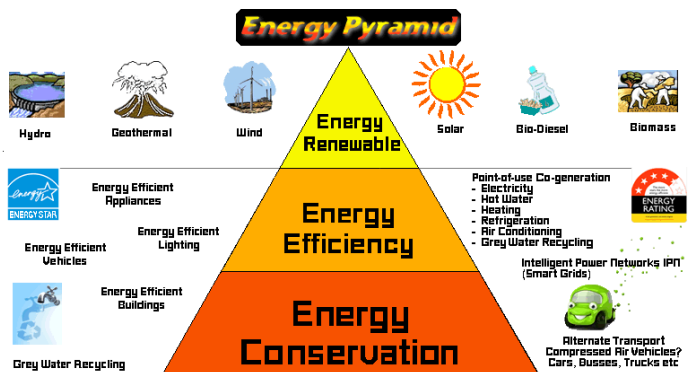 Energy Pyramid
Hydro
Geothermal
Wind
Energy
Renewable
Solar
Bio-Diesel
Biomass
energy
ENERGY STAR
Energy Efficient
Appliances
Energy Efficient
Lighting
Energy Efficient
Vehicles
Energy Efficient
Buildings
Grey Water Recycling
Energy
Efficiency
Point-of-use Co-generation
- Electricity
- Hot Water
- Heating
- Refrigeration
- Air Conditioning
- Grey Water Recycling
ENERGY
RATING
Intelligent Power Networks IPN
(Smart Grids)
Energy
Conservation
Alternate Transport
Compressed Air Vehicles?
Cars, Busses, Trucks etc